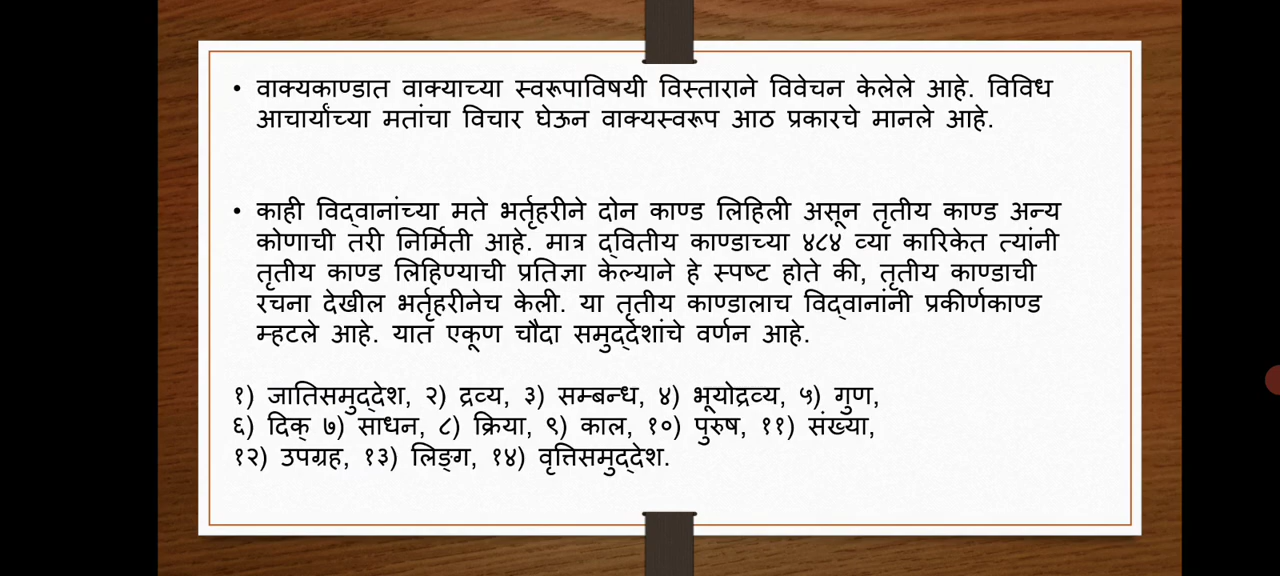 • वाक्यकाण्डात वाक्याच्या स्वरूपाविषयी विस्ताराने विवेचन केलेले आहे. विविध
आचार्यांच्या मतांचा विचार घेऊन वाक्यस्वरूप आठ प्रकारचे मानले आहे.
• काही विद्वानांच्या मते भर्तृहरीने दोन काण्ड लिहिली असून तृतीय काण्ड अन्य
कोणाची तरी निर्मिती आहे. मात्र द्वितीय काण्डाच्या ४८४ व्या कारिकेत त्यांनी
तृतीय काण्ड लिहिण्याची प्रतिज्ञा केल्याने हे स्पष्ट होते की, तृतीय काण्डाची
रचना देखील भर्तृहरीनेच केली. या तृतीय काण्डालाच विद्वानांनी प्रकीर्णकाण्ड
म्हटले आहे. यात एकूण चौदा समुद्देशांचे वर्णन आहे.
१) जातिसमुद्देश, २) द्रव्य, ३) सम्बन्ध, ४) भूयोद्रव्य, ५) गुण,
६) दिक् ७) साधन, ८) क्रिया, ९) काल, १०) पुरुष, ११) संख्या,
१२) उपग्रह, १३) लिङ्ग, १४) वृत्तिसमुद्देश.